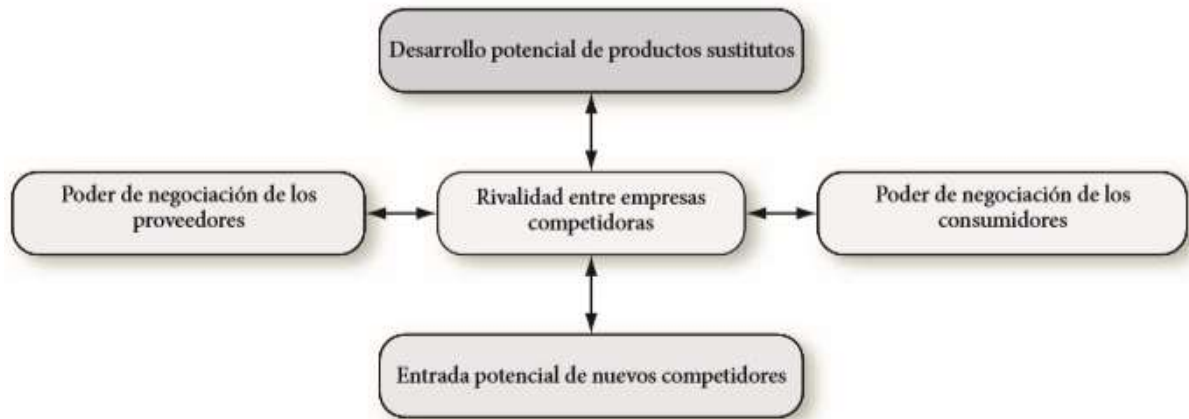 Desarrollo potencial de productos sustitutos
Poder de negociación de los
proveedores
Rivalidad entre empresas
competidoras
Poder de negociación de los
consumidores
Entrada potencial de nuevos competidores